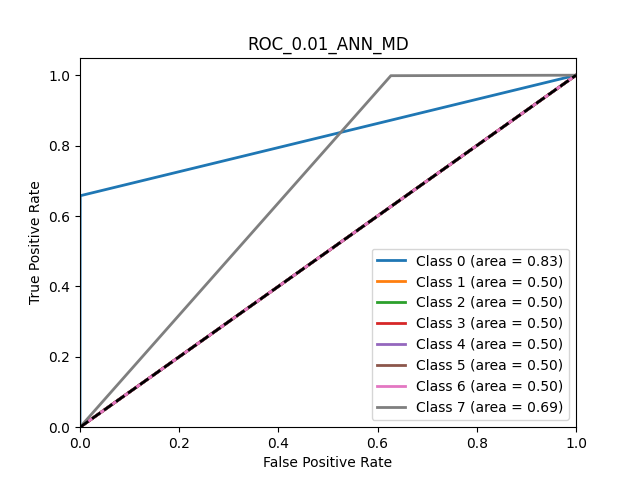 ROC_0.01_ANN_MD
True Positive Rate
1.0
0.8
0.6
0.4
0.2
0.0
Class 0 (area = 0.83)
Class 1 (area = 0.50)
Class 2 (area = 0.50)
Class 3 (area = 0.50)
Class 4 (area = 0.50)
Class 5 (area = 0.50)
Class 6 (area = 0.50)
Class 7 (area = 0.69)
0.0 0.2 0.4 0.6 0.8 1.0
False Positive Rate